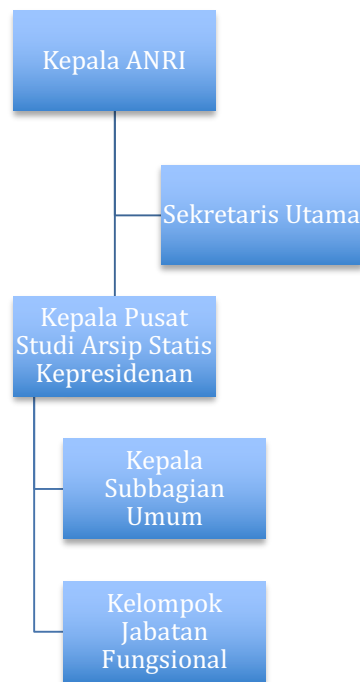 Kepala ANRI
Sekretaris Utama
Kepala Pusat
Studi Arsip Statis
Kepresidenan
Kepala
Subbagian
Umum
Kelompok
Jabatan
Fungsional